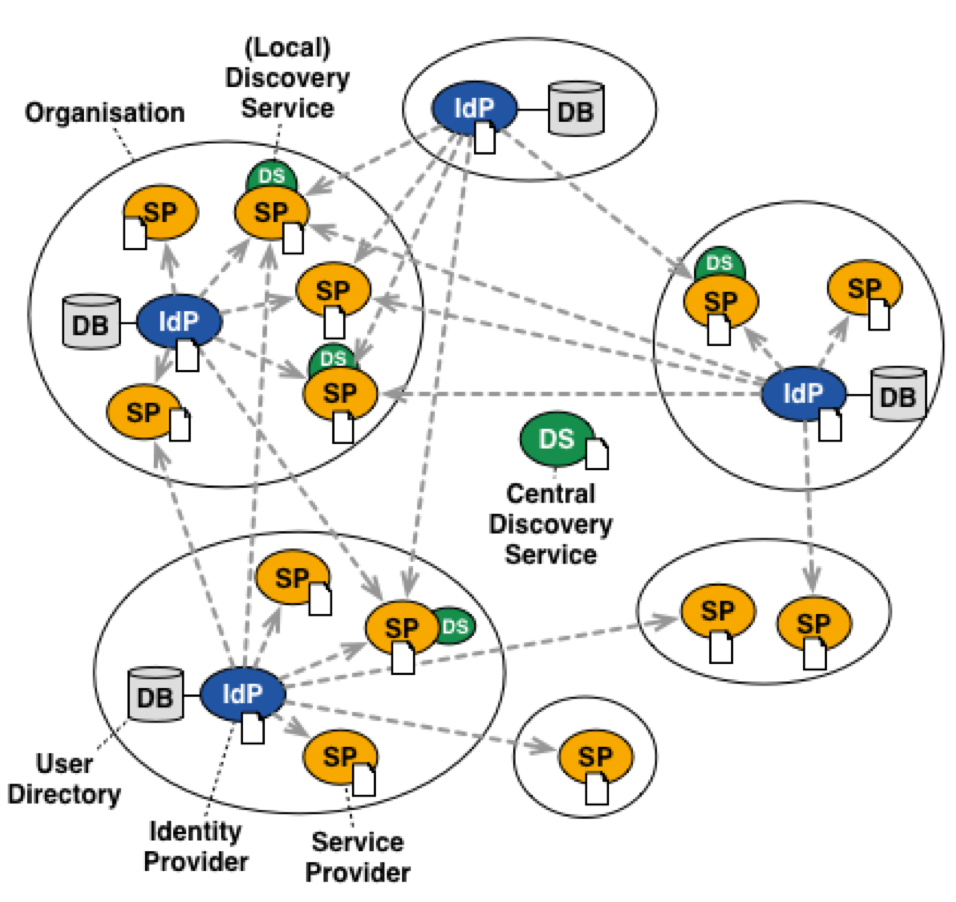 (Local)
Discovery
Service
Organisation
IdP
DB
DS
SP
SP
DS
SP
SP
SP
DB
IdP
DS
SP
SP
IdP
DB
DS
Central
Discovery
Service
SP
SP
DS
SP
SP
DB
IdP
SP
SP
User
Directory
Identity
Provider
Service
Provider